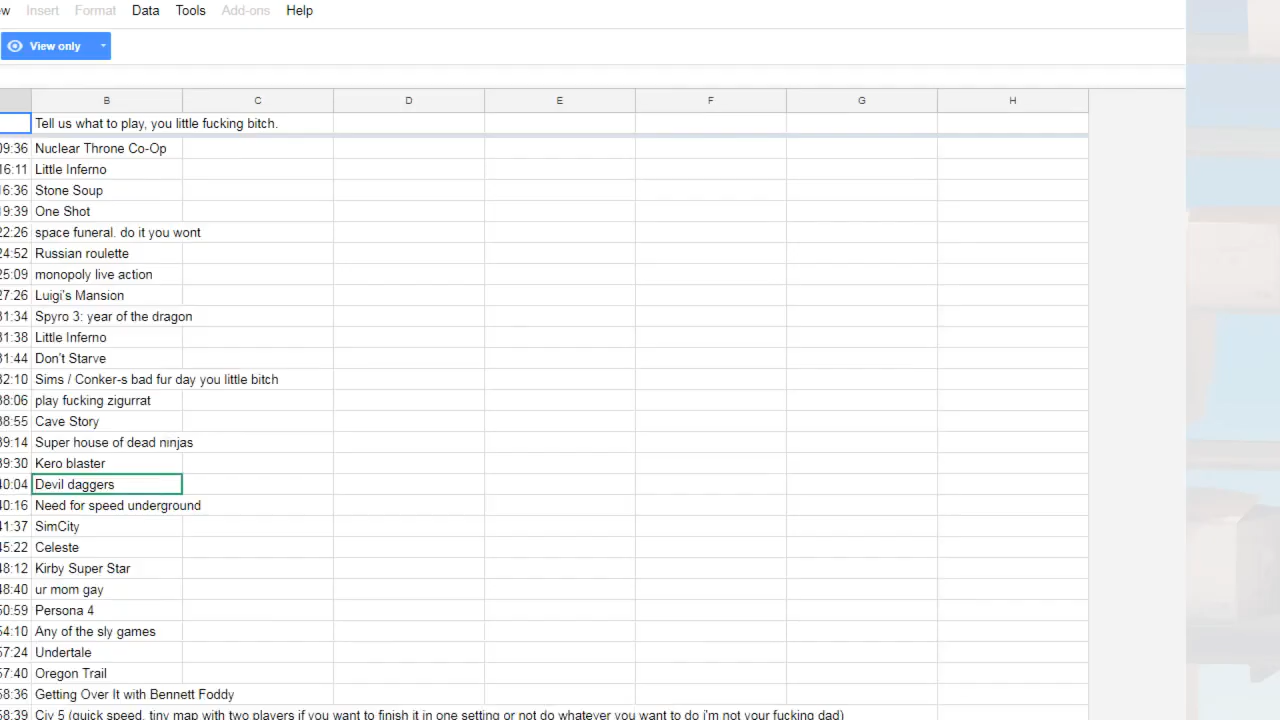 Insert Format Data Tools Add-ons Help
View only
B C D E F G H
Tell us what to play, you little fucking bitch.
09:36 Nuclear Throne Co-Op
16:11 Little Inferno
16:36 Stone Soup
19:39 One Shot
22:26 space funeral. do it you wont
24:52 Russian roulette
25:09 monopoly live action
27:26 Luigi's Mansion
31:34 Spyro 3: year of the dragon
31:38 Little Inferno
31:44 Don't Starve
32:10 Sims / Conker-s bad fur day you little bitch
38:06 play fucking zigurrat
38:55 Cave Story
39:14 Super house of dead ninjas
39:30 Kero blaster
40:04 Devil daggers
40:16 Need for speed underground
41:37 SimCity
45:22 Celeste
48:12 Kirby Super Star
48:40 ur mom gay
50:59 Persona 4
54:10 Any of the sly games
57:24 Undertale
57:40 Oregon Trail
58:36 Getting Over It with Bennett Foddy
58:39 Civ 5 (quick speed, tiny map with two players if you want to finish it in one setting or not do whatever you want to do i'm not your fucking dad)